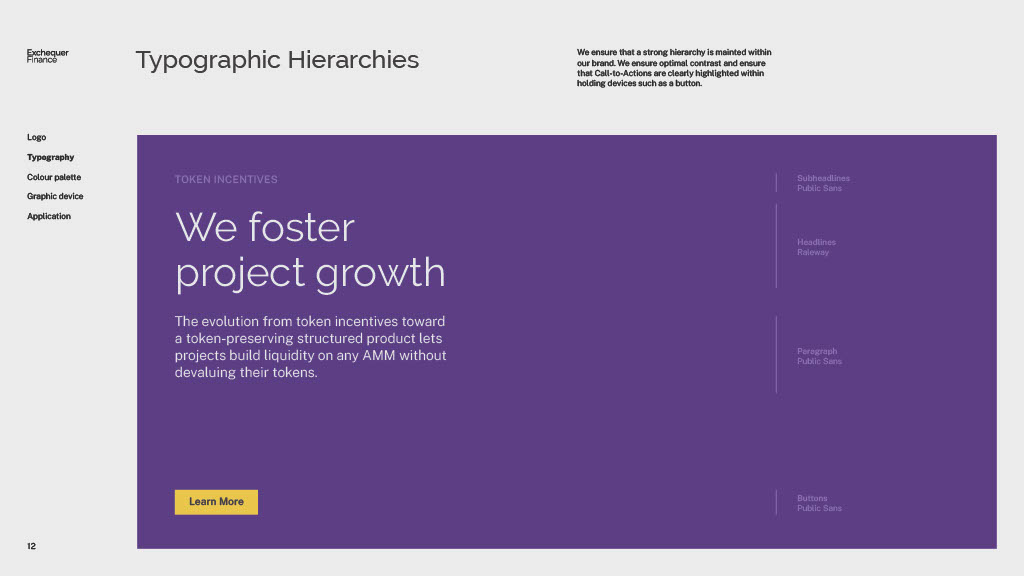 Exchequer
Finance
Typographic Hierarchies
We ensure that a strong hierarchy is mainted within
our brand. We ensure optimal contrast and ensure
that Call-to-Actions are clearly highlighted within
holding devices such as a button.
Logo
Typography
Colour palette
Graphic device
Application
TOKEN INCENTIVES
We foster
project growth
The evolution from token incentives toward
a token-preserving structured product lets
projects build liquidity on any AMM without
devaluing their tokens.
Learn More
Subheadlines
Public Sans
Headlines
Raleway
Paragraph
Public Sans
Buttons
Public Sans
12